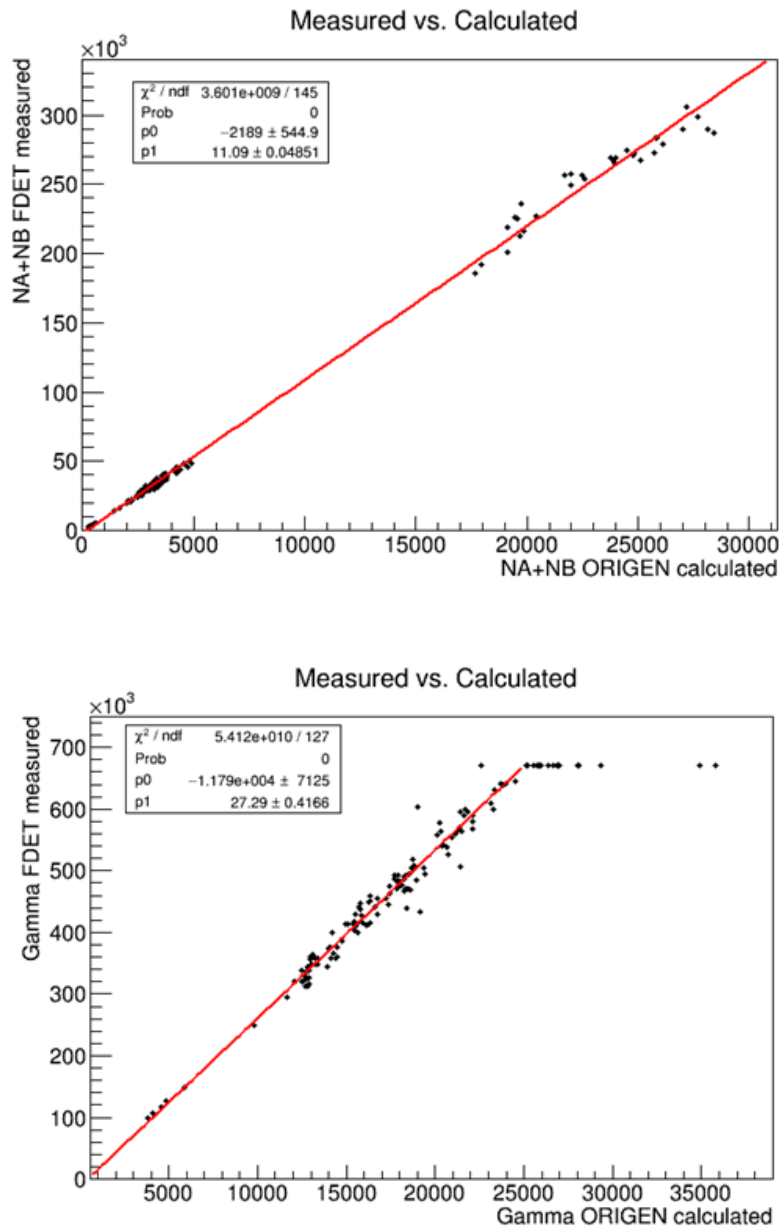 Measured vs. Calculated
×10³
NA+NB FDET measured
χ² / ndf 3.601e+009 / 145
Prob 0
p0 −2189 ± 544.9
p1 11.09 ± 0.04851
300
250
200
150
100
50
0
0 5000 10000 15000 20000 25000 30000
NA+NB ORIGEN calculated
Measured vs. Calculated
×10³
Gamma FDET measured
χ² / ndf 5.412e+010 / 127
Prob 0
p0 −1.179e+004 ± 7125
p1 27.29 ± 0.4166
700
600
500
400
300
200
100
0
5000 10000 15000 20000 25000 30000 35000
Gamma ORIGEN calculated